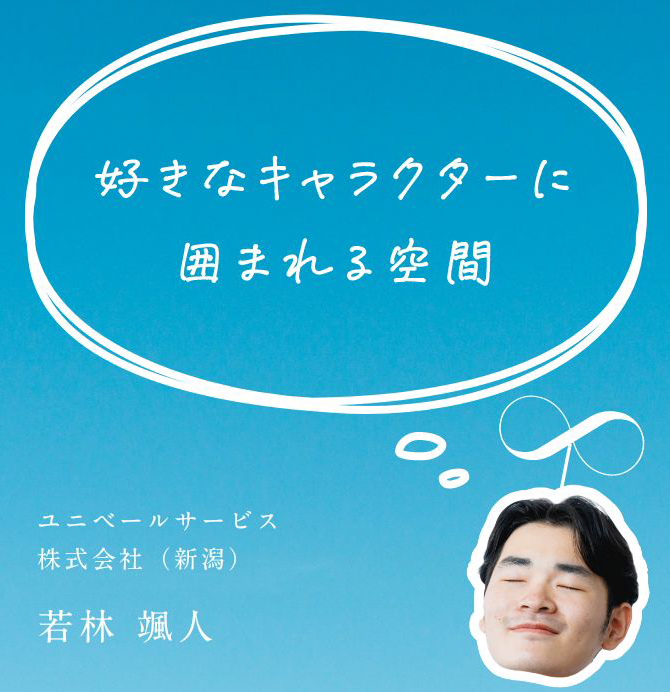 好きなキャラクターに
囲まれる空間
ユニベールサービス
株式会社（新潟）
若林 颯人